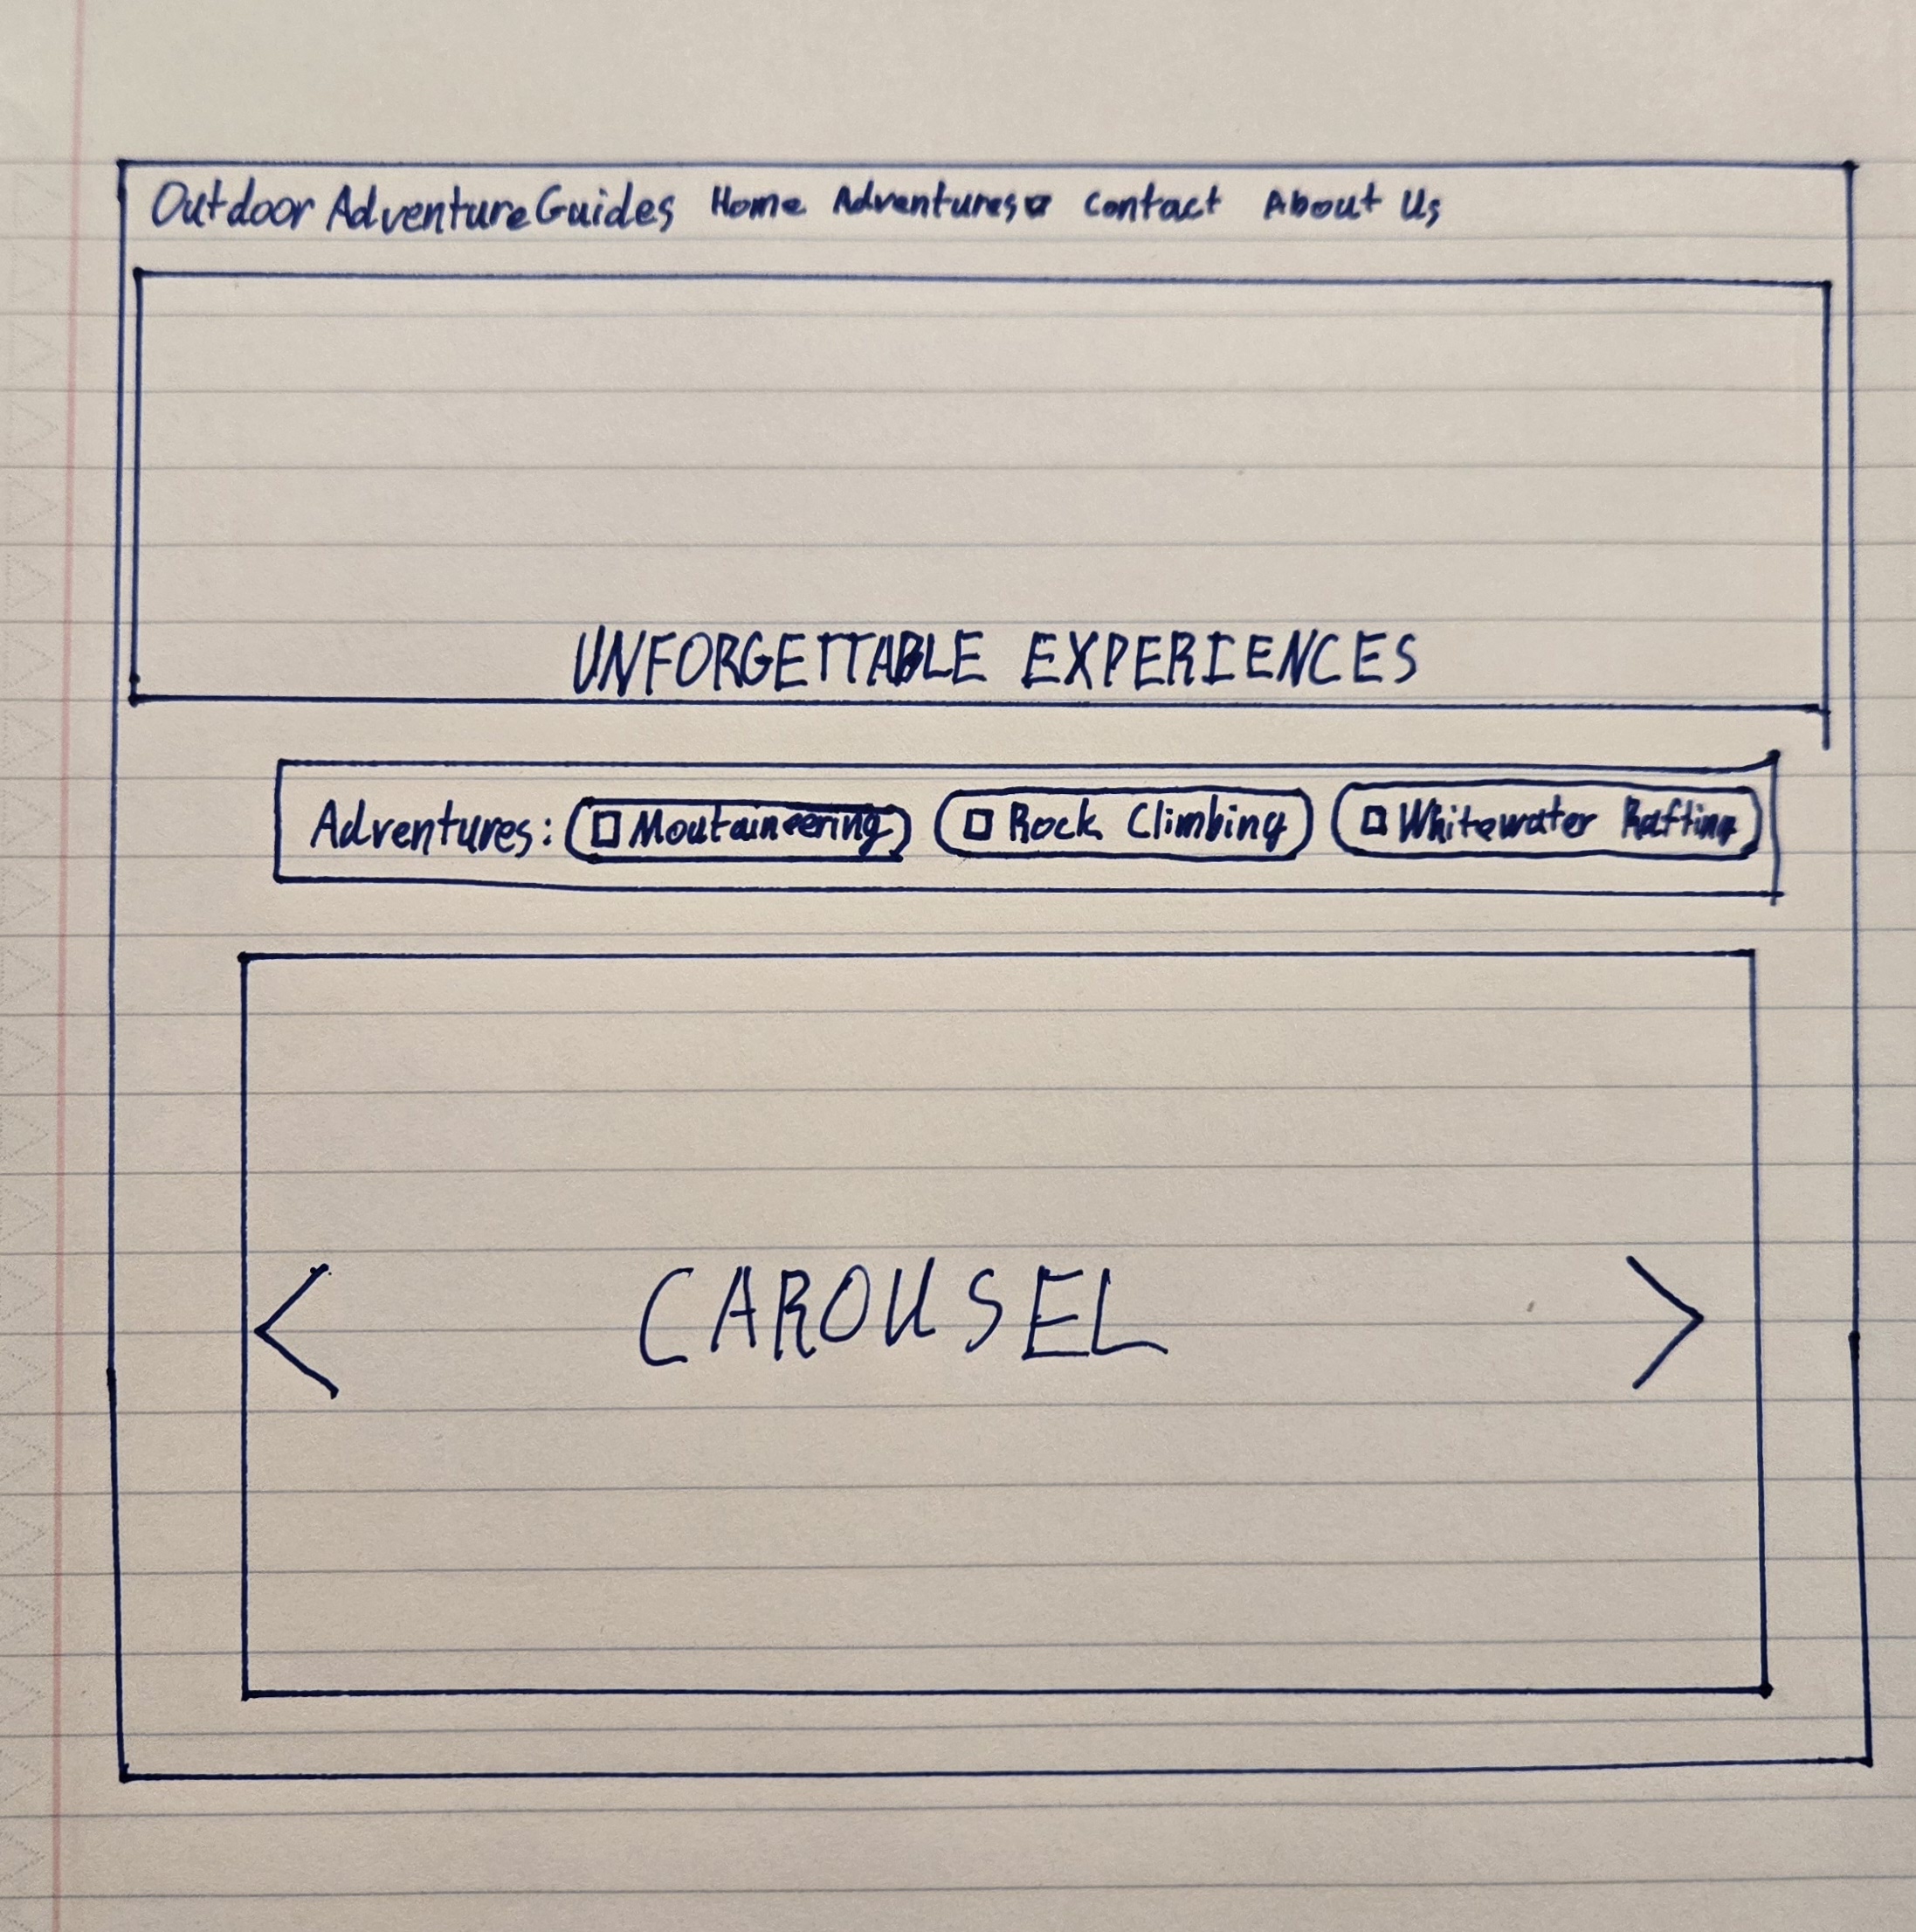 Outdoor Adventure Guides Home Adventures Contact About Us
UNFORGETTABLE EXPERIENCES
Adventures: Moutaineering Rock Climbing Whitewater Rafting
< CAROUSEL >